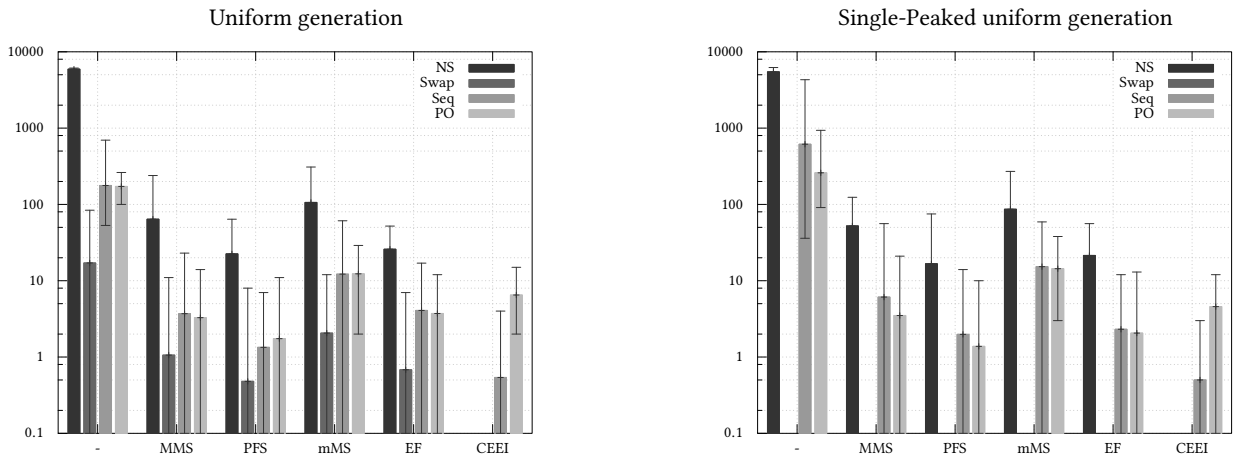 Uniform generation
10000
1000
100
10
1
0.1
NS
Swap
Seq
PO
- MMS PFS mMS EF CEEI
Single-Peaked uniform generation
10000
1000
100
10
1
0.1
NS
Swap
Seq
PO
- MMS PFS mMS EF CEEI